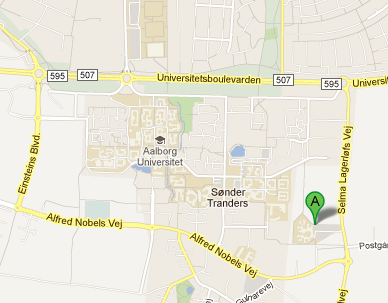 Universitetsboulevarden
595
507
507
595
Einsteins Blvd.
Aalborg
Universitet
Sønder
Tranders
A
Selma Lagerløfs Vej
Alfred Nobels Vej
Alfred Nobels Vej